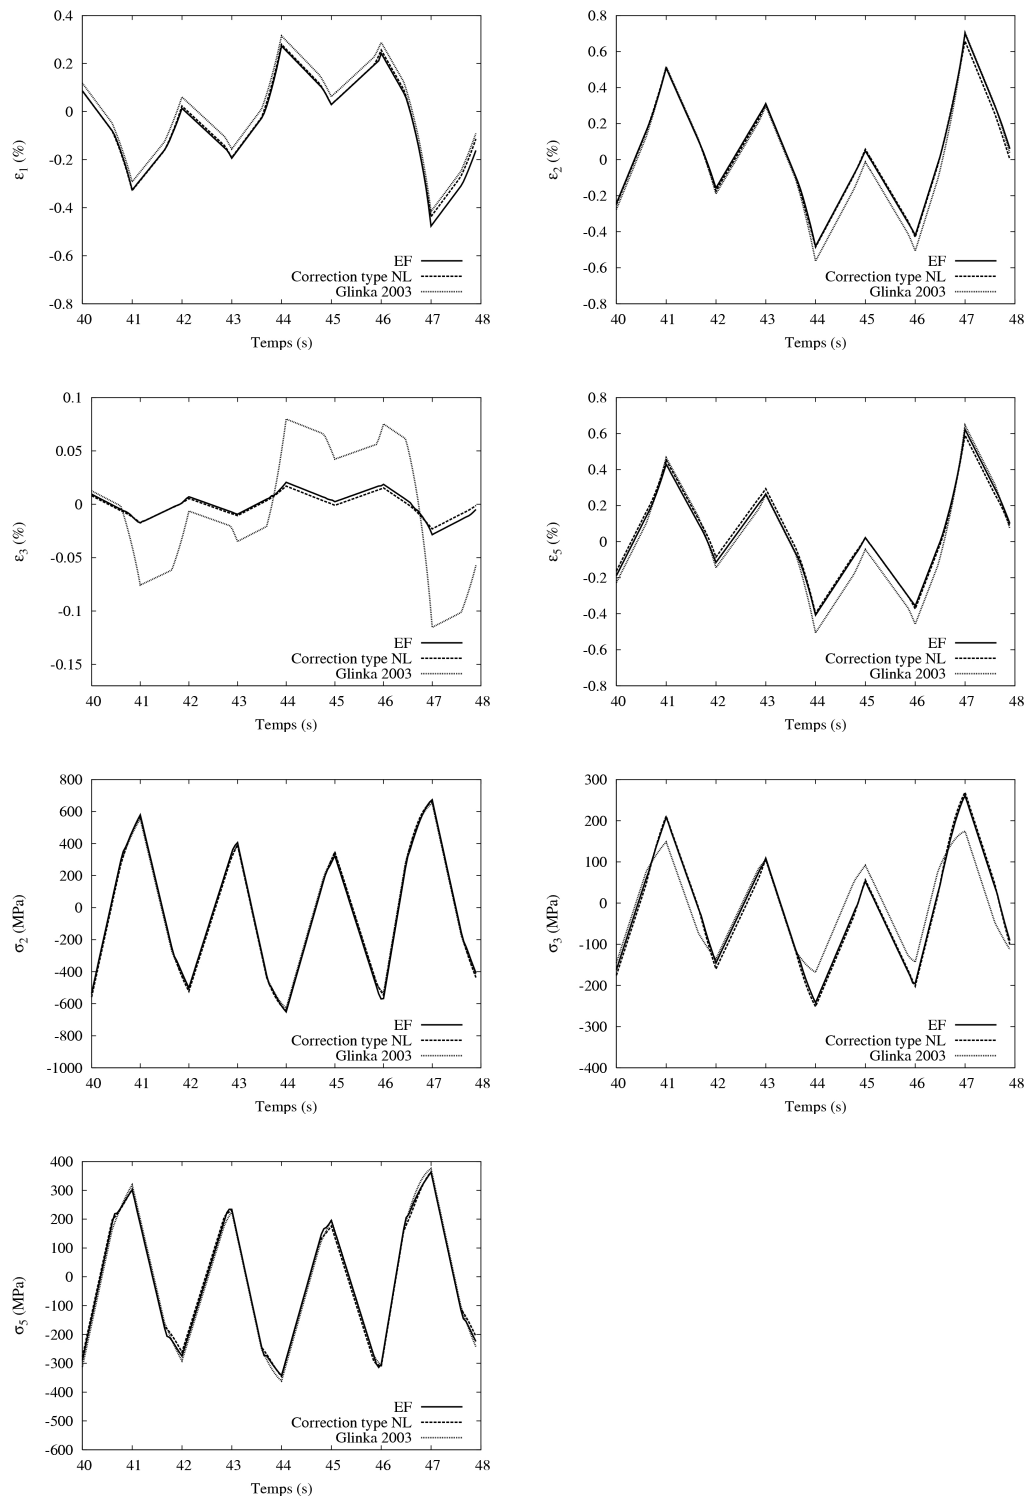 0.4
0.2
0
-0.2
-0.4
-0.6
-0.8
ε1 (%)
40 41 42 43 44 45 46 47 48
Temps (s)
EF
Correction type NL
Glinka 2003
0.8
0.6
0.4
0.2
0
-0.2
-0.4
-0.6
-0.8
ε2 (%)
40 41 42 43 44 45 46 47 48
Temps (s)
EF
Correction type NL
Glinka 2003
0.1
0.05
0
-0.05
-0.1
-0.15
ε3 (%)
40 41 42 43 44 45 46 47 48
Temps (s)
EF
Correction type NL
Glinka 2003
0.8
0.6
0.4
0.2
0
-0.2
-0.4
-0.6
-0.8
ε5 (%)
40 41 42 43 44 45 46 47 48
Temps (s)
EF
Correction type NL
Glinka 2003
800
600
400
200
0
-200
-400
-600
-800
-1000
σ2 (MPa)
40 41 42 43 44 45 46 47 48
Temps (s)
EF
Correction type NL
Glinka 2003
300
200
100
0
-100
-200
-300
-400
σ3 (MPa)
40 41 42 43 44 45 46 47 48
Temps (s)
EF
Correction type NL
Glinka 2003
400
300
200
100
0
-100
-200
-300
-400
-500
-600
σ5 (MPa)
40 41 42 43 44 45 46 47 48
Temps (s)
EF
Correction type NL
Glinka 2003